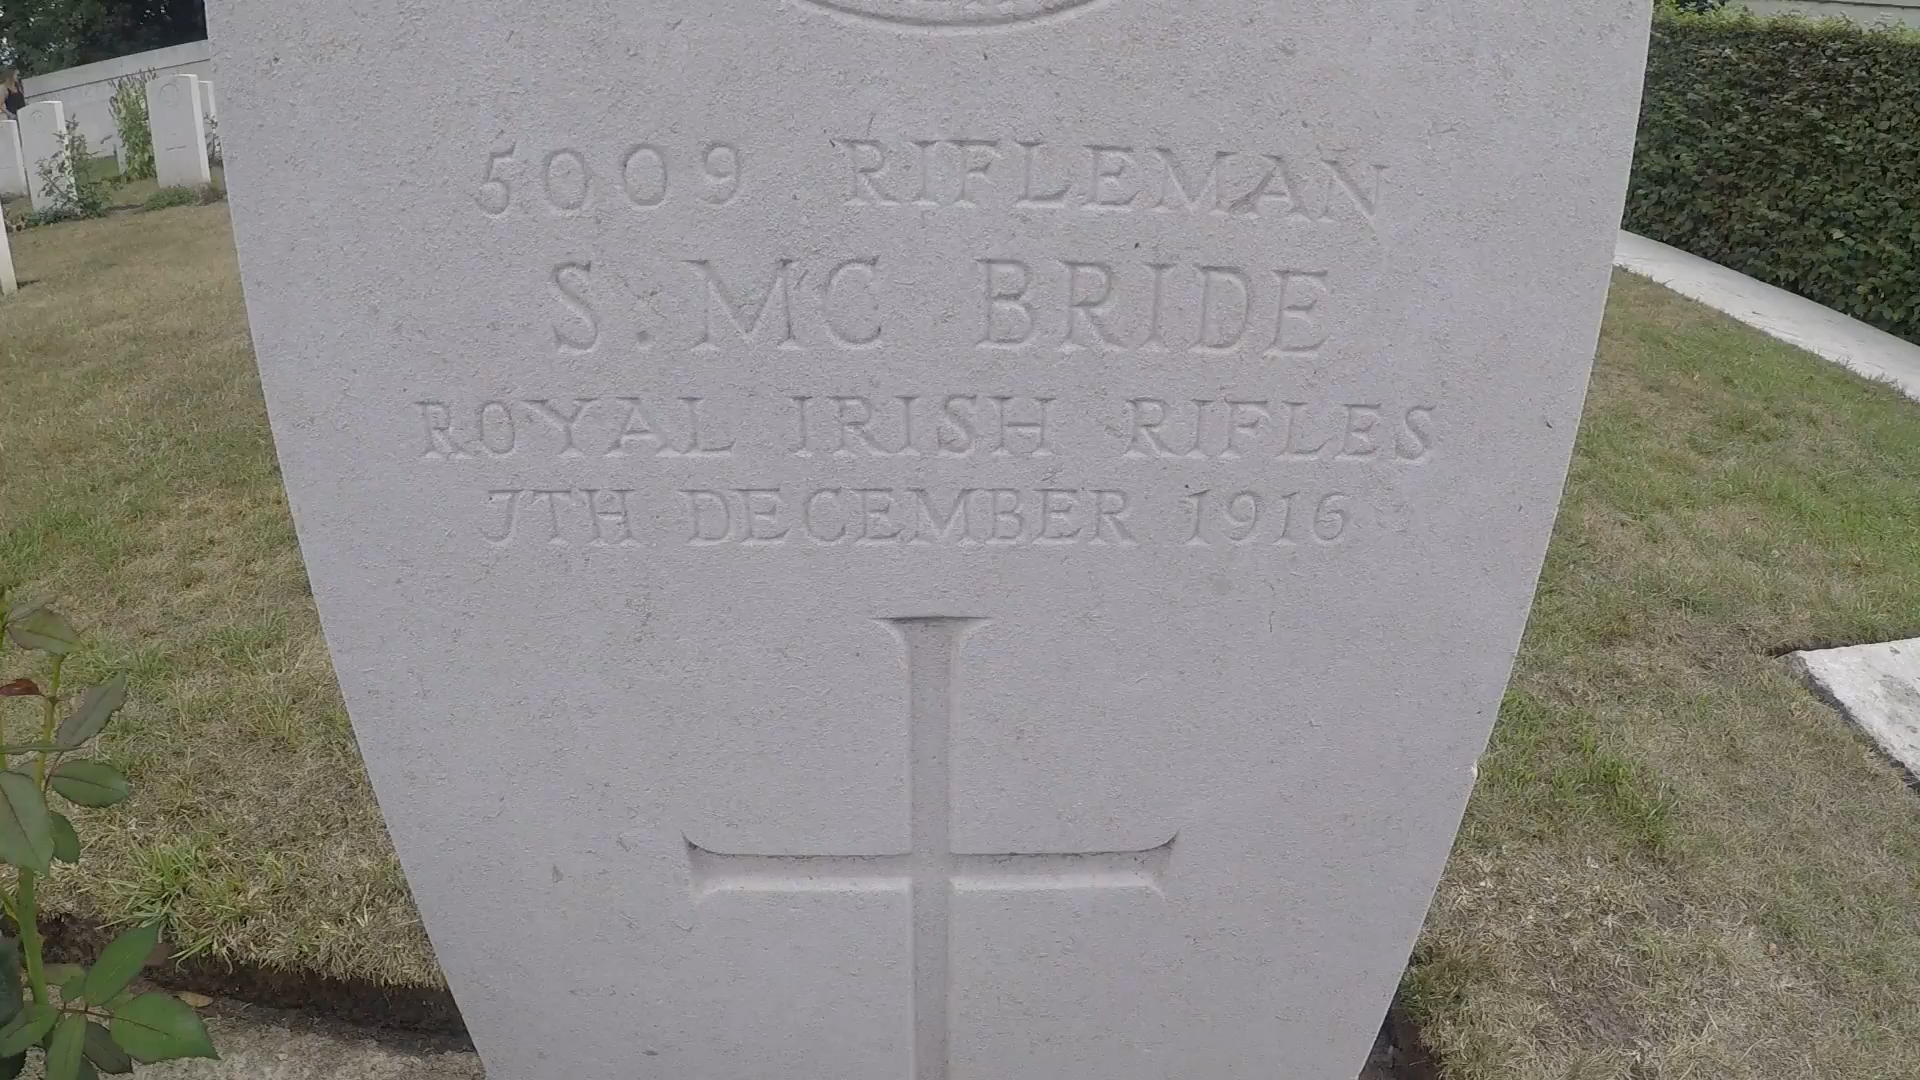 5009 RIFLEMAN
S. MC BRIDE
ROYAL IRISH RIFLES
7TH DECEMBER 1916